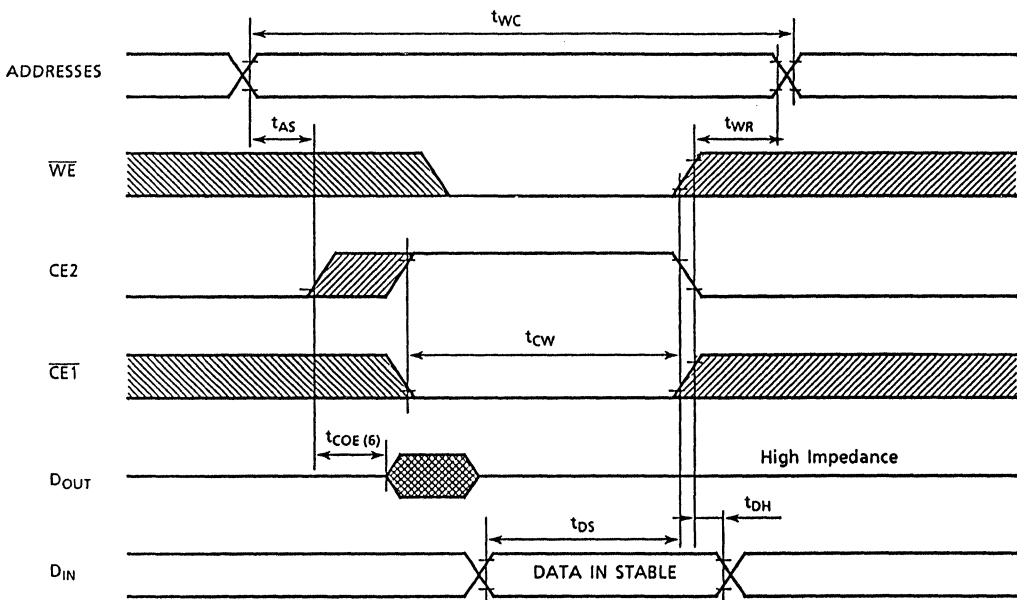 tWC
ADDRESSES
tAS
tWR
WE
CE2
tCW
CE1
tCOE (6)
High Impedance
DOUT
tDH
tDS
DIN
DATA IN STABLE